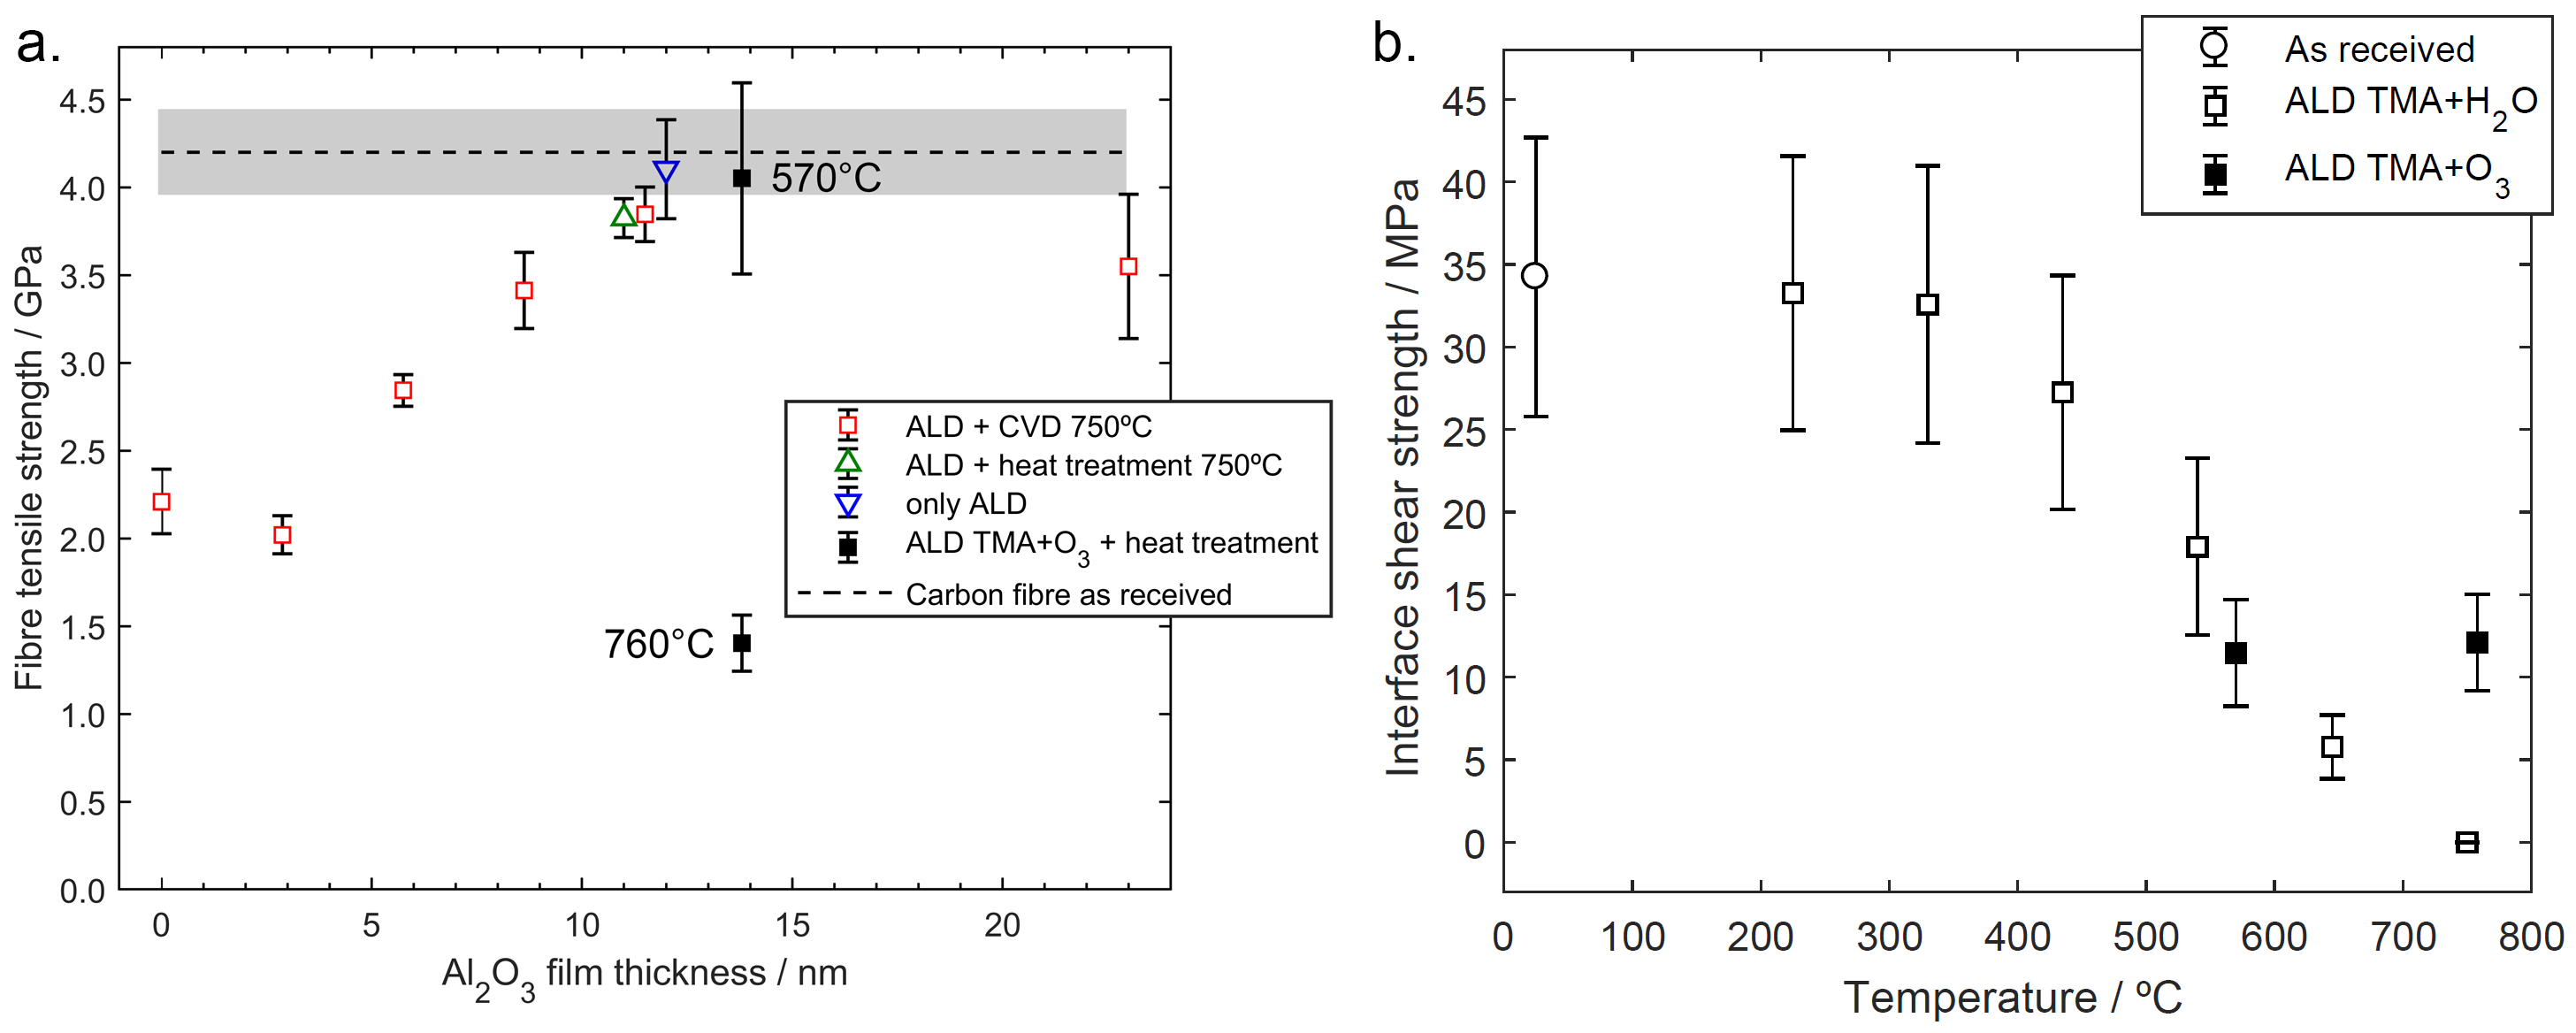 a.
4.5
4.0
3.5
3.0
2.5
2.0
1.5
1.0
0.5
0.0
Fibre tensile strength / GPa
570°C
760°C
ALD + CVD 750ºC
ALD + heat treatment 750ºC
only ALD
ALD TMA+O₃ + heat treatment
Carbon fibre as received
0 5 10 15 20
Al₂O₃ film thickness / nm
b.
As received
ALD TMA+H₂O
ALD TMA+O₃
45
40
35
30
25
20
15
10
5
0
Interface shear strength / MPa
0 100 200 300 400 500 600 700 800
Temperature / ºC